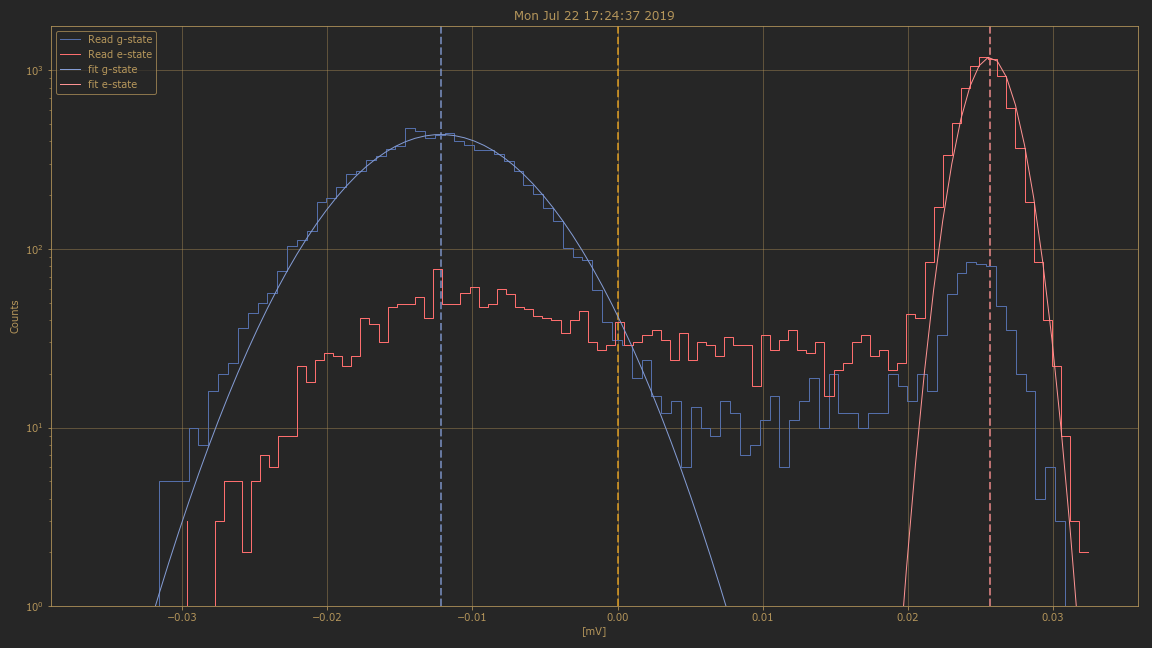 Mon Jul 22 17:24:37 2019
Read g-state
Read e-state
fit g-state
fit e-state
Counts
10³
10²
10¹
10⁰
−0.03 −0.02 −0.01 0.00 0.01 0.02 0.03
[mV]